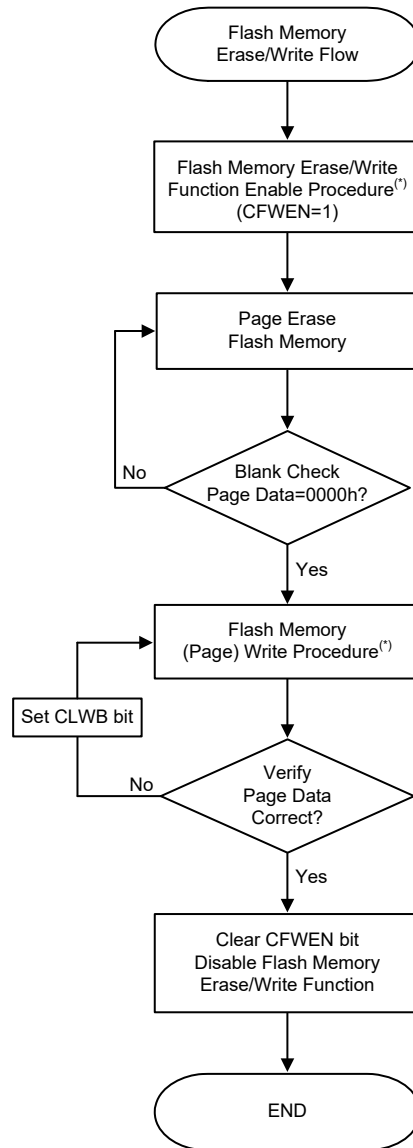 Flash Memory
Erase/Write Flow
Flash Memory Erase/Write
Function Enable Procedure(*)
(CFWEN=1)
Page Erase
Flash Memory
Blank Check
Page Data=0000h?
No
Yes
Flash Memory
(Page) Write Procedure(*)
Set CLWB bit
Verify
Page Data
Correct?
No
Yes
Clear CFWEN bit
Disable Flash Memory
Erase/Write Function
END